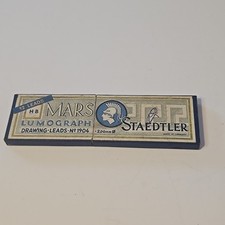 HB
MARS
LUMOGRAPH
DRAWING-LEADS-Nº 1904
STAEDTLER